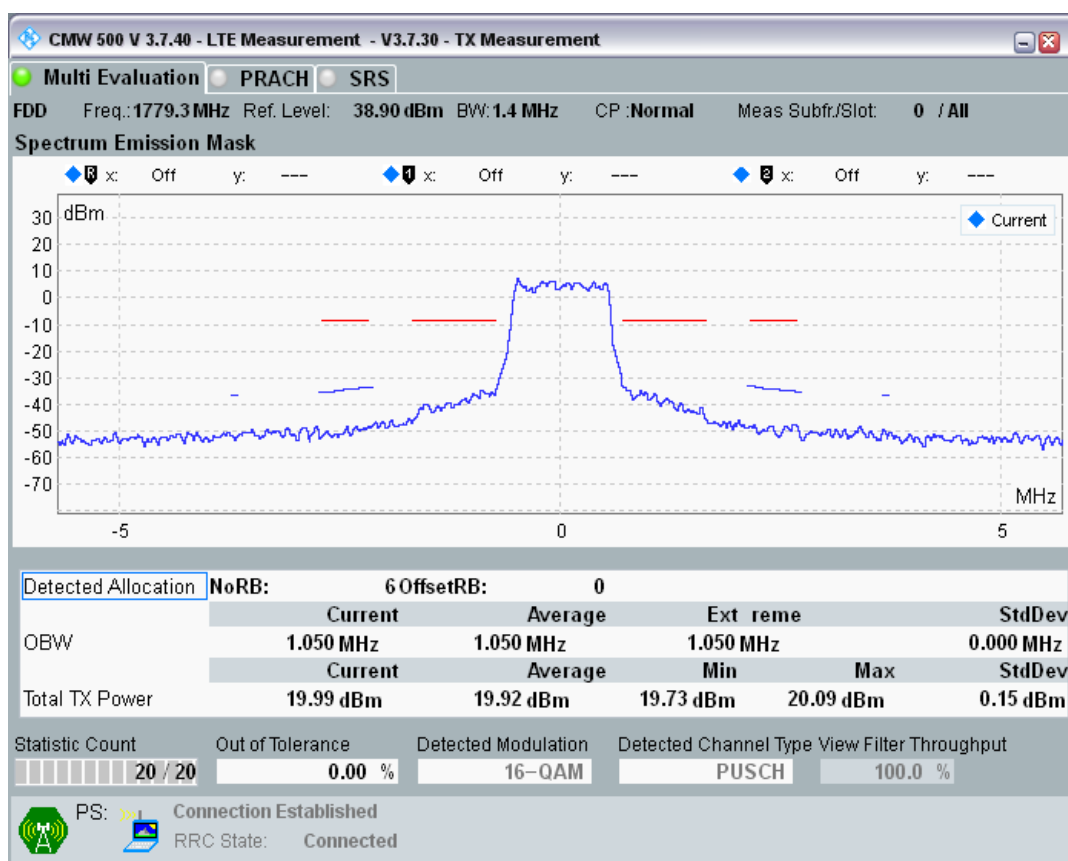 CMW 500 V 3.7.40 - LTE Measurement - V3.7.30 - TX Measurement
Multi Evaluation PRACH SRS
FDD Freq.: 1779.3 MHz Ref. Level: 38.90 dBm BW: 1.4 MHz CP : Normal Meas Subfr./Slot: 0 / All
Spectrum Emission Mask
R x: Off y: --- 1 x: Off y: --- 2 x: Off y: ---
dBm
Current
30
20
10
0
-10
-20
-30
-40
-50
-60
-70
MHz
-5 0 5
Detected Allocation NoRB: 6 OffsetRB: 0
Current Average Ext reme StdDev
OBW 1.050 MHz 1.050 MHz 1.050 MHz 0.000 MHz
Current Average Min Max StdDev
Total TX Power 19.99 dBm 19.92 dBm 19.73 dBm 20.09 dBm 0.15 dBm
Statistic Count Out of Tolerance Detected Modulation Detected Channel Type View Filter Throughput
20 / 20 0.00 % 16-QAM PUSCH 100.0 %
PS: Connection Established
RRC State: Connected